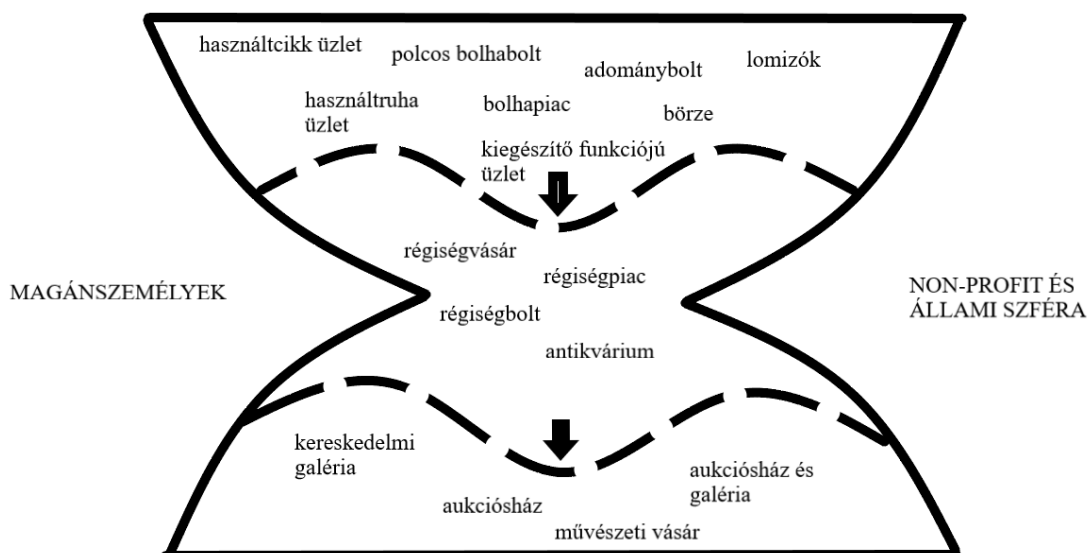 használtcikk üzlet
polcos bolhabolt
adománybolt
lomizók
használtruha
üzlet
bolhapiac
börze
kiegészítő funkciójú
üzlet
régiségvásár
régiségpiac
MAGÁNSZEMÉLYEK
NON-PROFIT ÉS
ÁLLAMI SZFÉRA
régiségbolt
antikvárium
kereskedelmi
galéria
aukciósház és
galéria
aukciósház
művészeti vásár